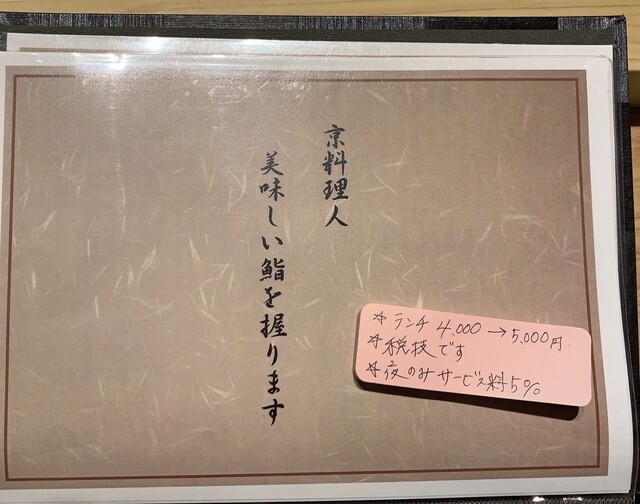 京料理人
美味しい鮨を握ります
☆ランチ 4,000→5,000円.
☆税抜です
☆夜のみサービス料5%